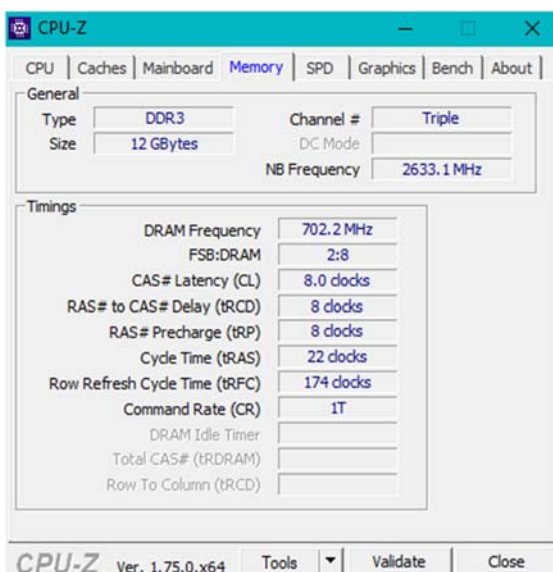 CPU-Z
CPU Caches Mainboard Memory SPD Graphics Bench About
General
Type DDR3 Channel # Triple
Size 12 GBytes DC Mode
NB Frequency 2633.1 MHz
Timings
DRAM Frequency 702.2 MHz
FSB:DRAM 2:8
CAS# Latency (CL) 8.0 clocks
RAS# to CAS# Delay (tRCD) 8 clocks
RAS# Precharge (tRP) 8 clocks
Cycle Time (tRAS) 22 clocks
Row Refresh Cycle Time (tRFC) 174 clocks
Command Rate (CR) 1T
DRAM Idle Timer
Total CAS# (tRDRAM)
Row To Column (tRCD)
CPU-Z Ver. 1.75.0.x64 Tools Validate Close